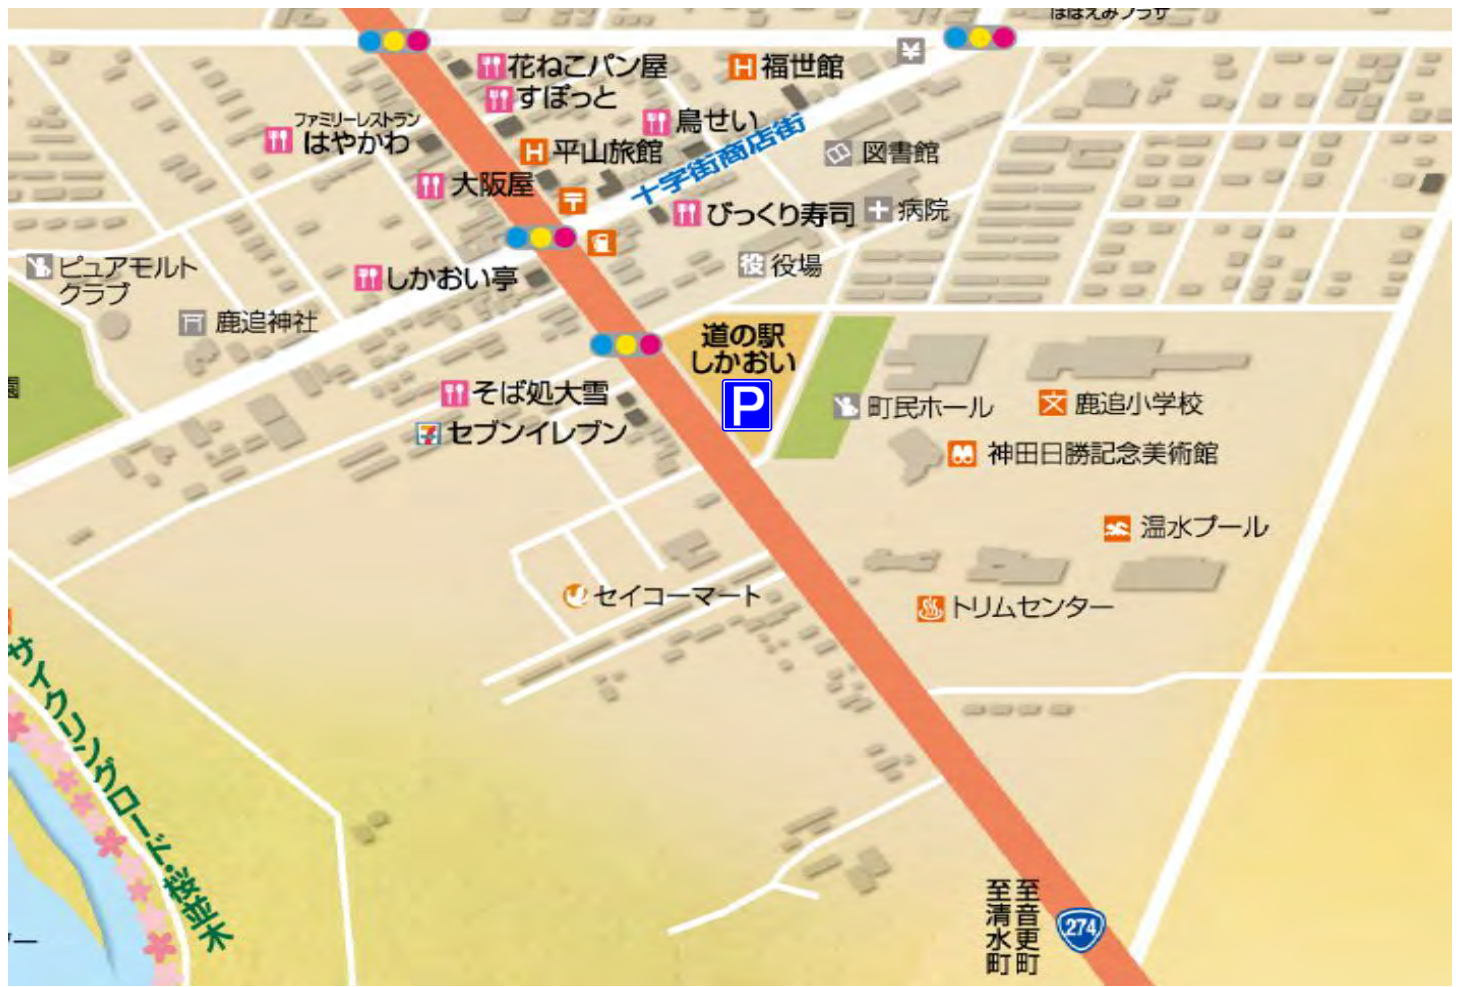 ほほえみプラザ
花ねこパン屋
福世館
すぽっと
鳥せい
ファミリーレストラン
はやかわ
平山旅館
十字街商店街
図書館
大阪屋
びっくり寿司
病院
ピュアモルト
クラブ
しかおい亭
役
役場
鹿追神社
道の駅
しかおい
P
園
そば処大雪
町民ホール
文
鹿追小学校
7
セブンイレブン
神田日勝記念美術館
温水プール
セイコーマート
トリムセンター
サイクリングロード・桜並木
至音更町
至清水町
274